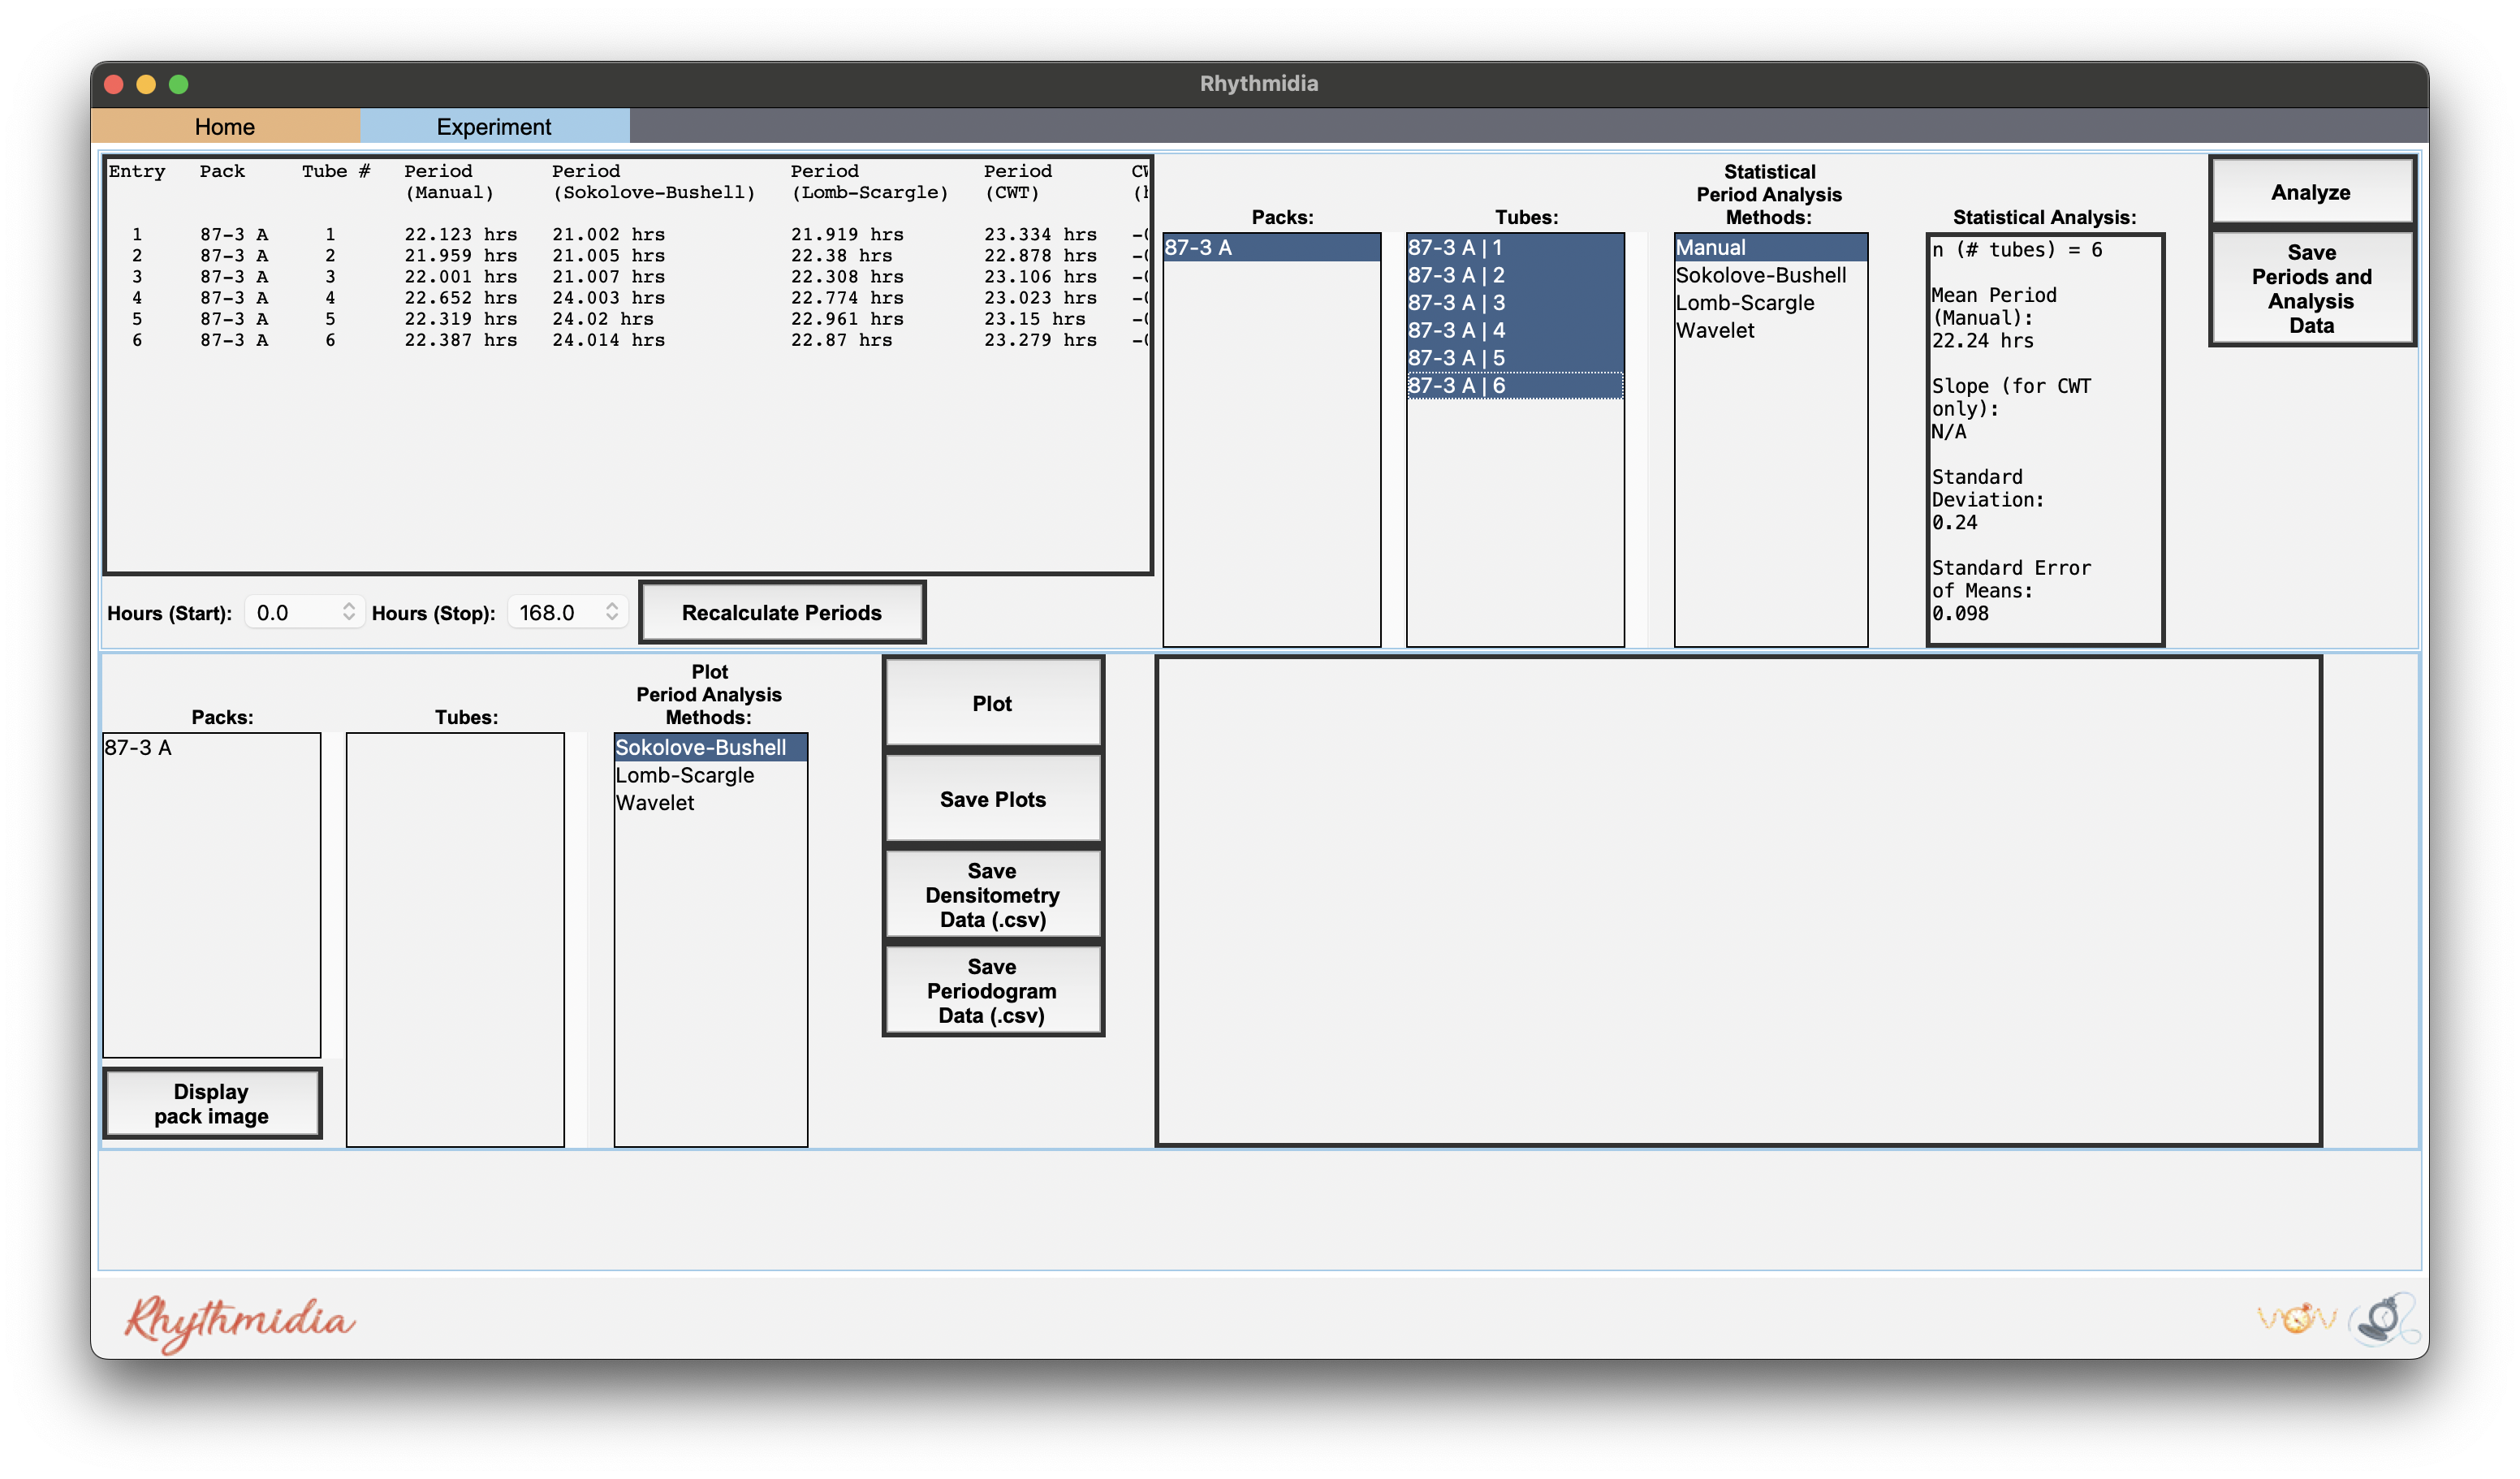 Rhythmidia
Home Experiment
Entry Pack Tube # Period Period Period Period
(Manual) (Sokolove-Bushell) (Lomb-Scargle) (CWT)
1 87-3 A 1 22.123 hrs 21.002 hrs 21.919 hrs 23.334 hrs
2 87-3 A 2 21.959 hrs 21.005 hrs 22.38 hrs 22.878 hrs
3 87-3 A 3 22.001 hrs 21.007 hrs 22.308 hrs 23.106 hrs
4 87-3 A 4 22.652 hrs 24.003 hrs 22.774 hrs 23.023 hrs
5 87-3 A 5 22.319 hrs 24.02 hrs 22.961 hrs 23.15 hrs
6 87-3 A 6 22.387 hrs 24.014 hrs 22.87 hrs 23.279 hrs
Hours (Start): 0.0 Hours (Stop): 168.0 Recalculate Periods
Packs:
87-3 A
Tubes:
87-3 A | 1
87-3 A | 2
87-3 A | 3
87-3 A | 4
87-3 A | 5
87-3 A | 6
Statistical
Period Analysis
Methods:
Manual
Sokolove-Bushell
Lomb-Scargle
Wavelet
Statistical Analysis:
n (# tubes) = 6
Mean Period
(Manual):
22.24 hrs
Slope (for CWT
only):
N/A
Standard
Deviation:
0.24
Standard Error
of Means:
0.098
Analyze
Save
Periods and
Analysis
Data
Packs:
87-3 A
Display
pack image
Tubes:
Plot
Period Analysis
Methods:
Sokolove-Bushell
Lomb-Scargle
Wavelet
Plot
Save Plots
Save
Densitometry
Data (.csv)
Save
Periodogram
Data (.csv)
Rhythmidia